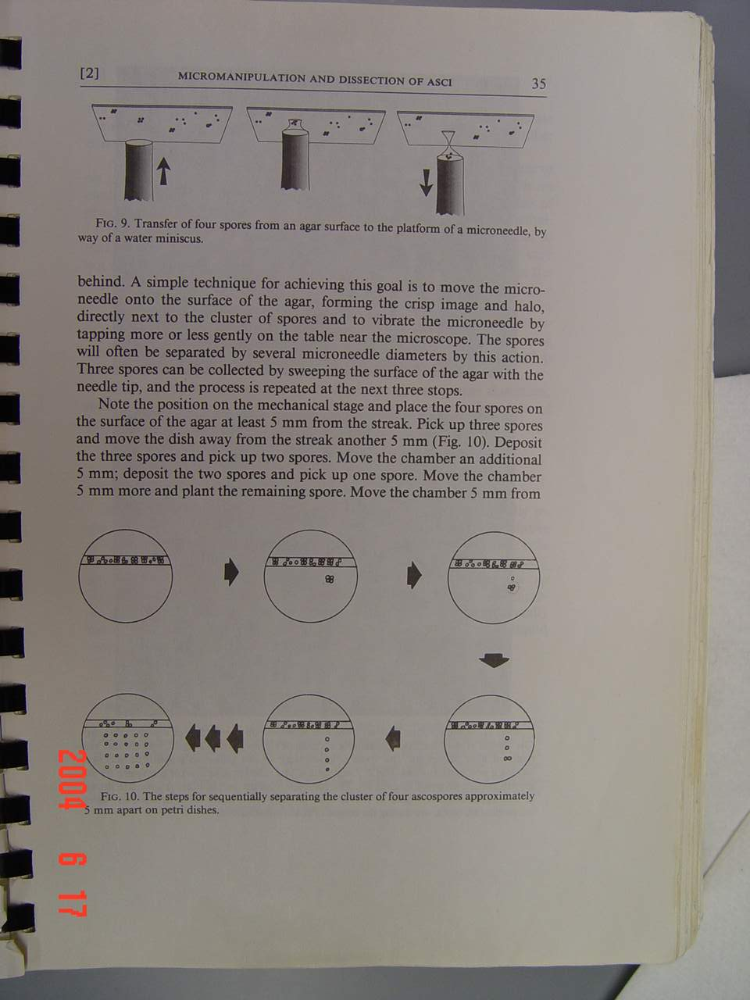 [2] MICROMANIPULATION AND DISSECTION OF ASCI 35
FIG. 9. Transfer of four spores from an agar surface to the platform of a microneedle, by
way of a water miniscus.
behind. A simple technique for achieving this goal is to move the micro-
needle onto the surface of the agar, forming the crisp image and halo,
directly next to the cluster of spores and to vibrate the microneedle by
tapping more or less gently on the table near the microscope. The spores
will often be separated by several microneedle diameters by this action.
Three spores can be collected by sweeping the surface of the agar with the
needle tip, and the process is repeated at the next three stops.
Note the position on the mechanical stage and place the four spores on
the surface of the agar at least 5 mm from the streak. Pick up three spores
and move the dish away from the streak another 5 mm (Fig. 10). Deposit
the three spores and pick up two spores. Move the chamber an additional
5 mm; deposit the two spores and pick up one spore. Move the chamber
5 mm more and plant the remaining spore. Move the chamber 5 mm from
FIG. 10. The steps for sequentially separating the cluster of four ascospores approximately
5 mm apart on petri dishes.
2004 6 17